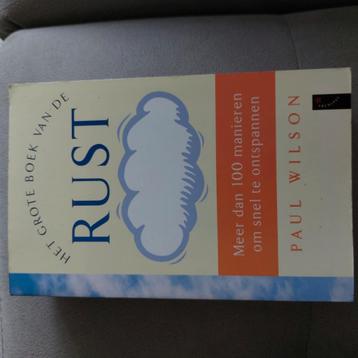 HET GROTE BOEK VAN DE
RUST
Meer dan 100 manieren
om snel te ontspannen
PAUL WILSON